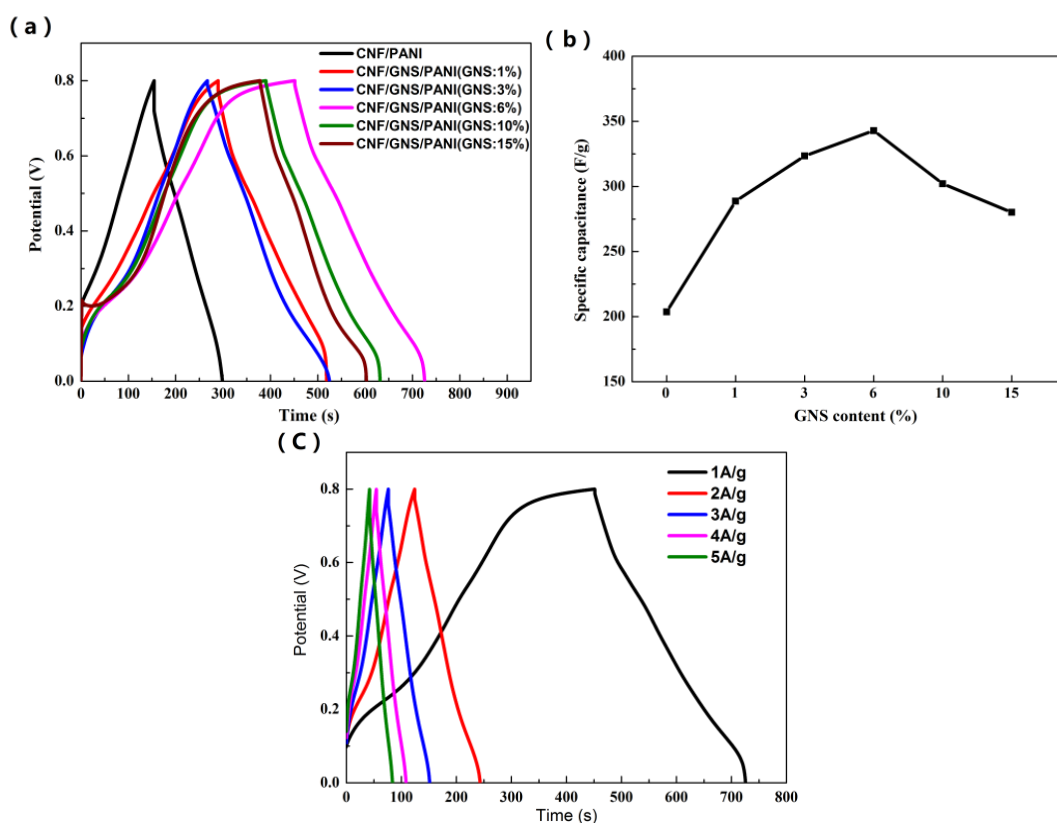 ( a )
CNF/PANI
CNF/GNS/PANI(GNS:1%)
CNF/GNS/PANI(GNS:3%)
CNF/GNS/PANI(GNS:6%)
CNF/GNS/PANI(GNS:10%)
CNF/GNS/PANI(GNS:15%)
Potential (V)
0.8
0.6
0.4
0.2
0.0
0 100 200 300 400 500 600 700 800 900
Time (s)
( b )
Specific capacitance (F/g)
400
350
300
250
200
150
0 1 3 6 10 15
GNS content (%)
( C )
1A/g
2A/g
3A/g
4A/g
5A/g
Potential (V)
0.8
0.6
0.4
0.2
0.0
0 100 200 300 400 500 600 700 800
Time (s)